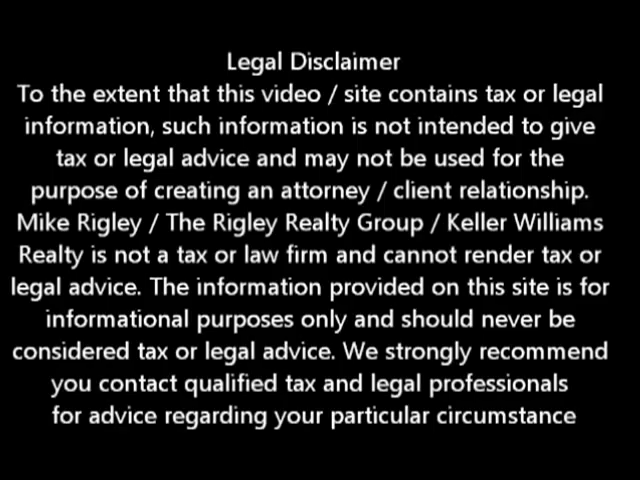 Legal Disclaimer
To the extent that this video / site contains tax or legal
information, such information is not intended to give
tax or legal advice and may not be used for the
purpose of creating an attorney / client relationship.
Mike Rigley / The Rigley Realty Group / Keller Williams
Realty is not a tax or law firm and cannot render tax or
legal advice. The information provided on this site is for
informational purposes only and should never be
considered tax or legal advice. We strongly recommend
you contact qualified tax and legal professionals
for advice regarding your particular circumstance